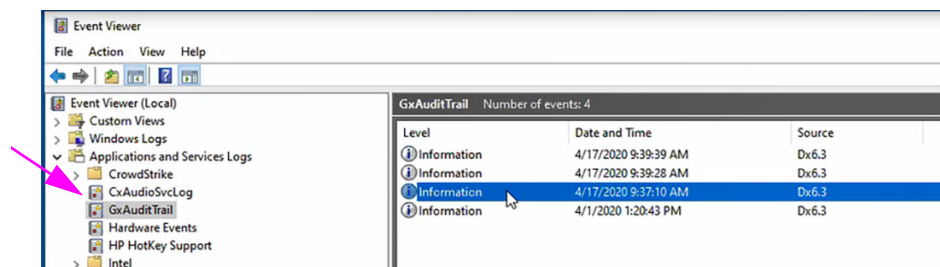 Event Viewer
File Action View Help
Event Viewer (Local)
Custom Views
Windows Logs
Applications and Services Logs
CrowdStrike
CxAudioSvcLog
GxAuditTrail
Hardware Events
HP HotKey Support
Intel
GxAuditTrail Number of events: 4
Level Date and Time Source
Information 4/17/2020 9:39:39 AM Dx6.3
Information 4/17/2020 9:39:28 AM Dx6.3
Information 4/17/2020 9:37:10 AM Dx6.3
Information 4/1/2020 1:20:43 PM Dx6.3